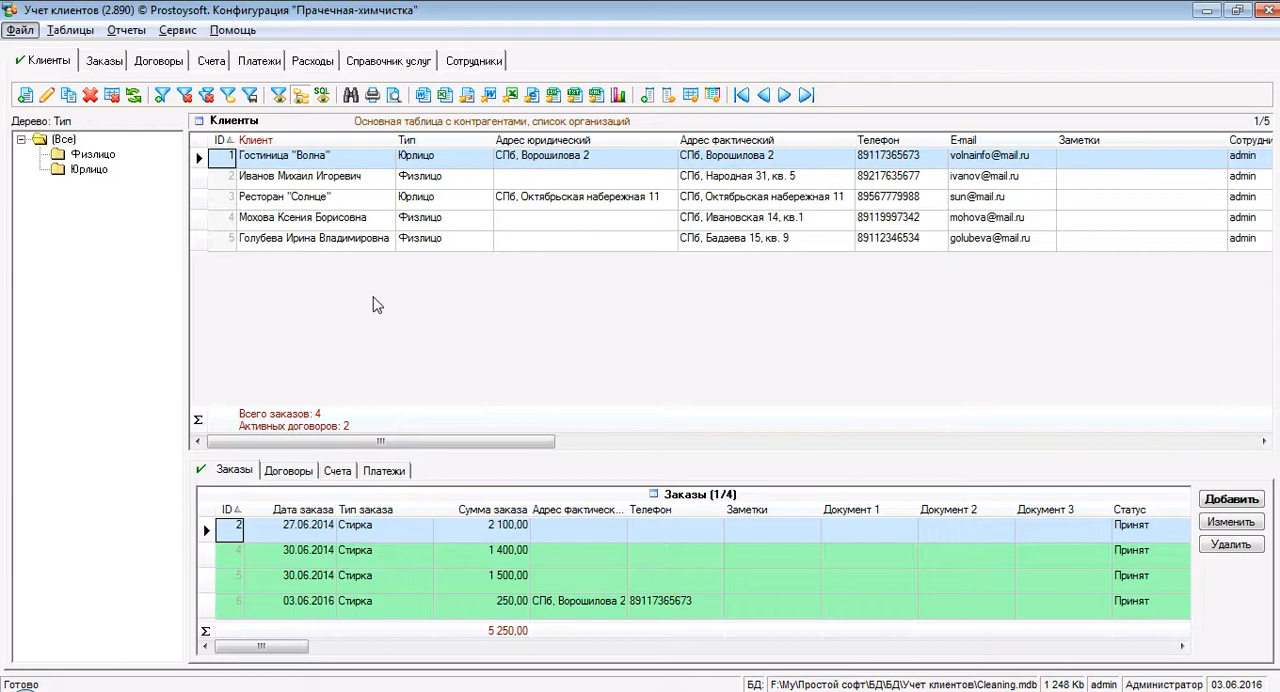 Учет клиентов (2.890) © Prostoysoft. Конфигурация "Прачечная-химчистка"
Файл Таблицы Отчеты Сервис Помощь
Клиенты Заказы Договоры Счета Платежи Расходы Справочник услуг Сотрудники
SQL
Дерево: Тип
(Все)
Физлицо
Юрлицо
Клиенты Основная таблица с контрагентами, список организаций 1/5
ID Клиент Тип Адрес юридический Адрес фактический Телефон E-mail Заметки Сотрудни
1 Гостиница "Волна" Юрлицо СПб, Ворошилова 2 СПб, Ворошилова 2 89117365673 volnainfo@mail.ru admin
2 Иванов Михаил Игоревич Физлицо СПб, Народная 31, кв. 5 89217635677 ivanov@mail.ru admin
3 Ресторан "Солнце" Юрлицо СПб, Октябрьская набережная 11 СПб, Октябрьская набережная 11 89567779988 sun@mail.ru admin
4 Мохова Ксения Борисовна Физлицо СПб, Ивановская 14, кв.1 89119997342 mohova@mail.ru admin
5 Голубева Ирина Владимировна Физлицо СПб, Бадаева 15, кв. 9 89112346534 golubeva@mail.ru admin
Σ Всего заказов: 4
Активных договоров: 2
Заказы Договоры Счета Платежи
Заказы (1/4)
ID Дата заказа Тип заказа Сумма заказа Адрес фактическ... Телефон Заметки Документ 1 Документ 2 Документ 3 Статус
2 27.06.2014 Стирка 2 100,00 Принят
4 30.06.2014 Стирка 1 400,00 Принят
5 30.06.2014 Стирка 1 500,00 Принят
6 03.06.2016 Стирка 250,00 СПб, Ворошилова 2 89117365673 Принят
Σ 5 250,00
Добавить
Изменить
Удалить
Готово БД: F:\My\Простой софт\БД\БД\Учет клиентов\Cleaning.mdb 1 248 Kb admin Администратор 03.06.2016